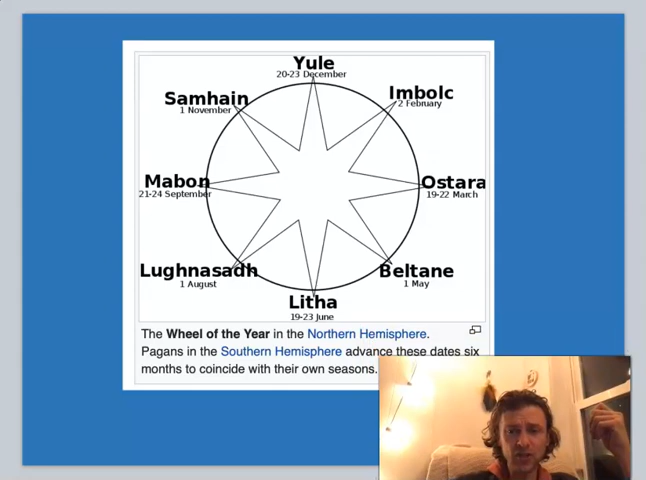 Yule
20-23 December
Samhain
1 November
Imbolc
2 February
Mabon
21-24 September
Ostara
19-22 March
Lughnasadh
1 August
Beltane
1 May
Litha
19-23 June
The Wheel of the Year in the Northern Hemisphere.
Pagans in the Southern Hemisphere advance these dates six
months to coincide with their own seasons.